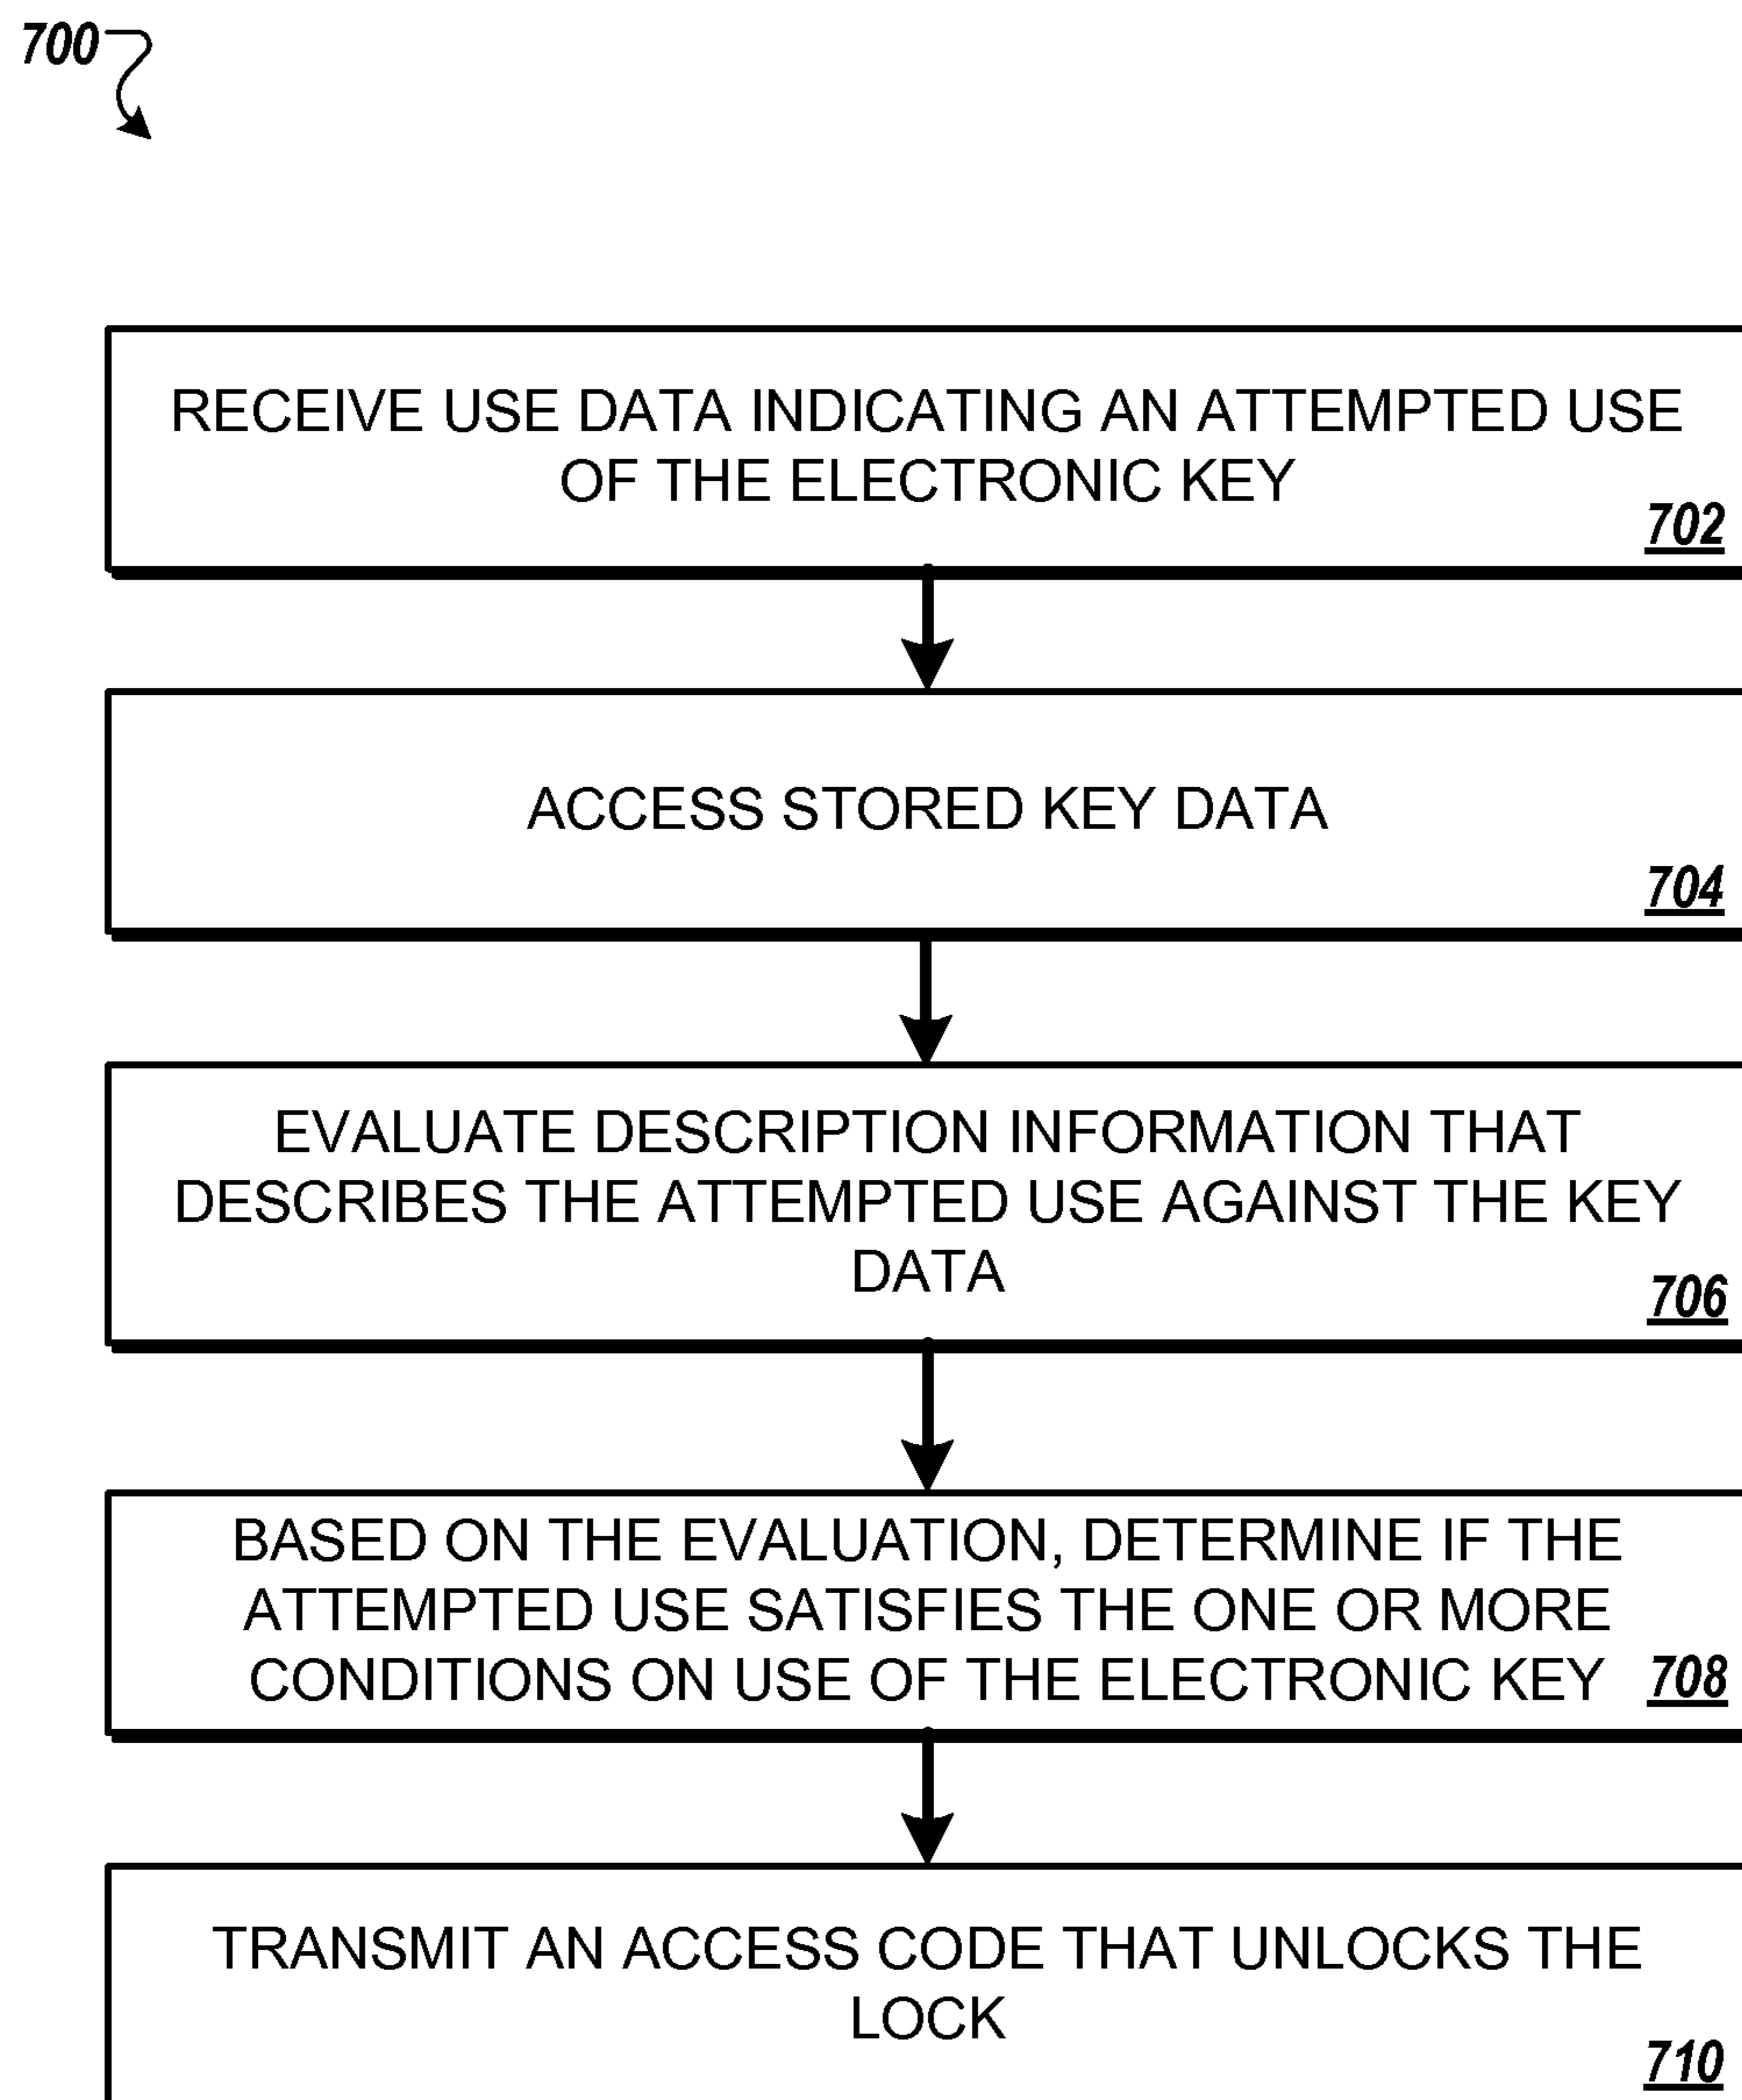 700
RECEIVE USE DATA INDICATING AN ATTEMPTED USE
OF THE ELECTRONIC KEY
702
ACCESS STORED KEY DATA
704
EVALUATE DESCRIPTION INFORMATION THAT
DESCRIBES THE ATTEMPTED USE AGAINST THE KEY
DATA
706
BASED ON THE EVALUATION, DETERMINE IF THE
ATTEMPTED USE SATISFIES THE ONE OR MORE
CONDITIONS ON USE OF THE ELECTRONIC KEY 708
TRANSMIT AN ACCESS CODE THAT UNLOCKS THE
LOCK
710